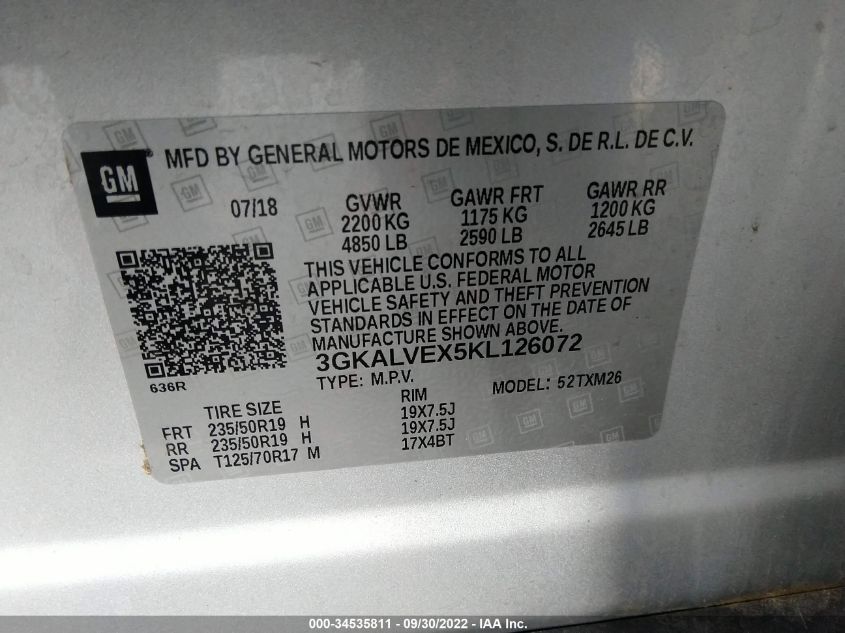 GM
MFD BY GENERAL MOTORS DE MEXICO, S. DE R.L. DE C.V.
07/18 GVWR GAWR FRT GAWR RR
2200 KG 1175 KG 1200 KG
4850 LB 2590 LB 2645 LB
THIS VEHICLE CONFORMS TO ALL
APPLICABLE U.S. FEDERAL MOTOR
VEHICLE SAFETY AND THEFT PREVENTION
STANDARDS IN EFFECT ON THE DATE OF
MANUFACTURE SHOWN ABOVE.
3GKALVEX5KL126072
636R
TYPE: M.P.V. MODEL: 52TXM26
TIRE SIZE RIM
FRT 235/50R19 H 19X7.5J
RR 235/50R19 H 19X7.5J
SPA T125/70R17 M 17X4BT
000-34535811 - 09/30/2022 - IAA Inc.